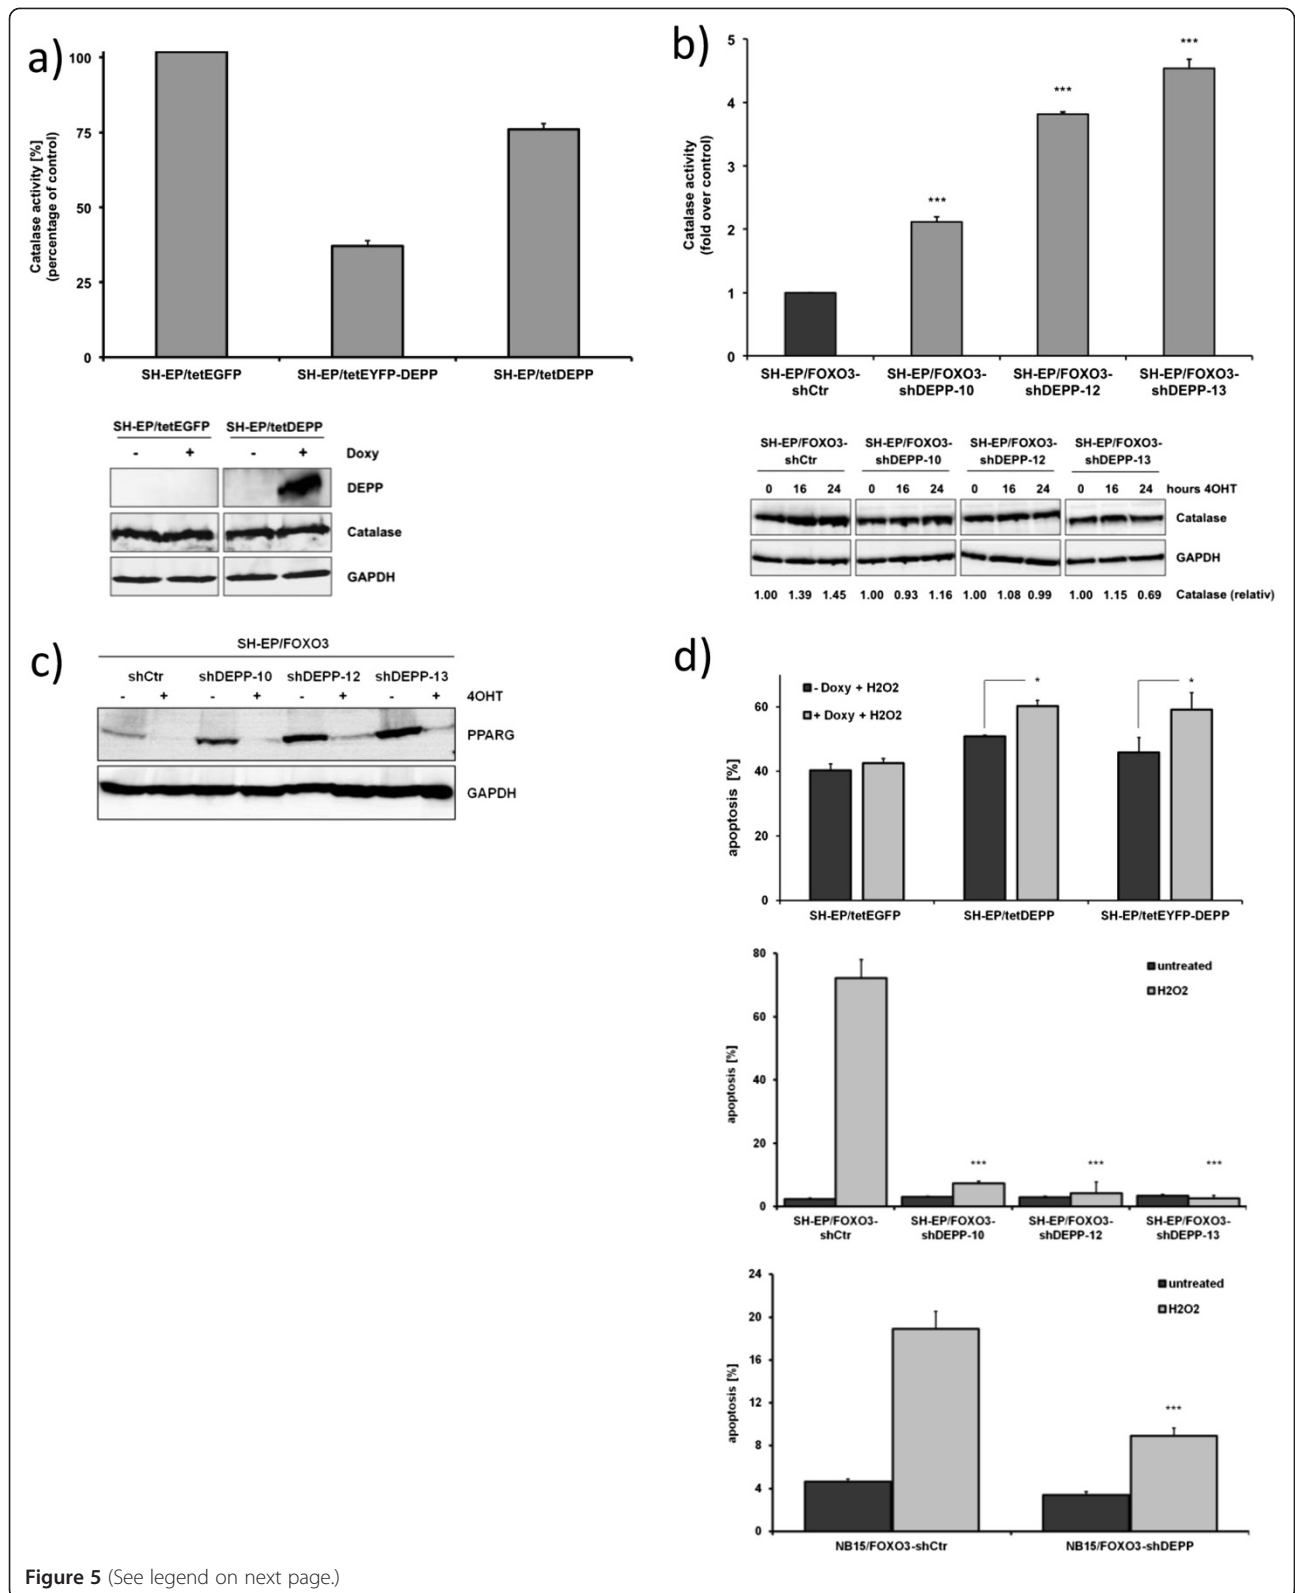 a)
Catalase activity [%]
(percentage of control)
100
75
50
25
0
SH-EP/tetEGFP SH-EP/tetEYFP-DEPP SH-EP/tetDEPP
SH-EP/tetEGFP SH-EP/tetDEPP
- + - + Doxy
DEPP
Catalase
GAPDH
b)
Catalase activity
(fold over control)
5
4
3
2
1
0
***
***
***
SH-EP/FOXO3- SH-EP/FOXO3- SH-EP/FOXO3- SH-EP/FOXO3-
shCtr shDEPP-10 shDEPP-12 shDEPP-13
SH-EP/FOXO3- SH-EP/FOXO3- SH-EP/FOXO3- SH-EP/FOXO3-
shCtr shDEPP-10 shDEPP-12 shDEPP-13
0 16 24 0 16 24 0 16 24 0 16 24 hours 4OHT
Catalase
GAPDH
1.00 1.39 1.45 1.00 0.93 1.16 1.00 1.08 0.99 1.00 1.15 0.69 Catalase (relativ)
c)
SH-EP/FOXO3
shCtr shDEPP-10 shDEPP-12 shDEPP-13
- + - + - + - + 4OHT
PPARG
GAPDH
d)
apoptosis [%]
60
40
20
0
- Doxy + H2O2
+ Doxy + H2O2
* *
SH-EP/tetEGFP SH-EP/tetDEPP SH-EP/tetEYFP-DEPP
apoptosis [%]
80
60
40
20
0
untreated
H2O2
*** *** ***
SH-EP/FOXO3- SH-EP/FOXO3- SH-EP/FOXO3- SH-EP/FOXO3-
shCtr shDEPP-10 shDEPP-12 shDEPP-13
apoptosis [%]
24
20
16
12
8
4
0
untreated
H2O2
***
NB15/FOXO3-shCtr NB15/FOXO3-shDEPP
Figure 5 (See legend on next page.)